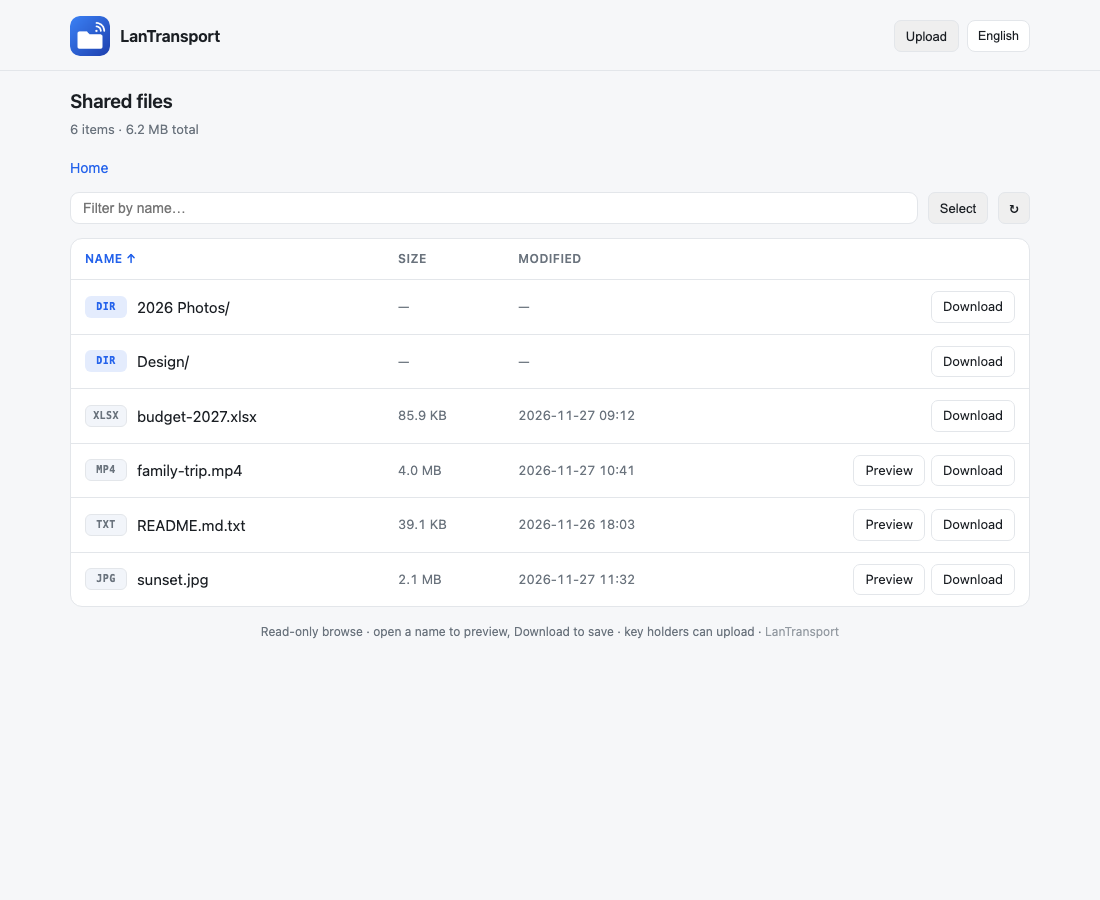 LanTransport
Upload English
Shared files
6 items · 6.2 MB total
Home
Filter by name… Select ↻
NAME ↑ SIZE MODIFIED
DIR 2026 Photos/ — — Download
DIR Design/ — — Download
XLSX budget-2027.xlsx 85.9 KB 2026-11-27 09:12 Download
MP4 family-trip.mp4 4.0 MB 2026-11-27 10:41 Preview Download
TXT README.md.txt 39.1 KB 2026-11-26 18:03 Preview Download
JPG sunset.jpg 2.1 MB 2026-11-27 11:32 Preview Download
Read-only browse · open a name to preview, Download to save · key holders can upload · LanTransport